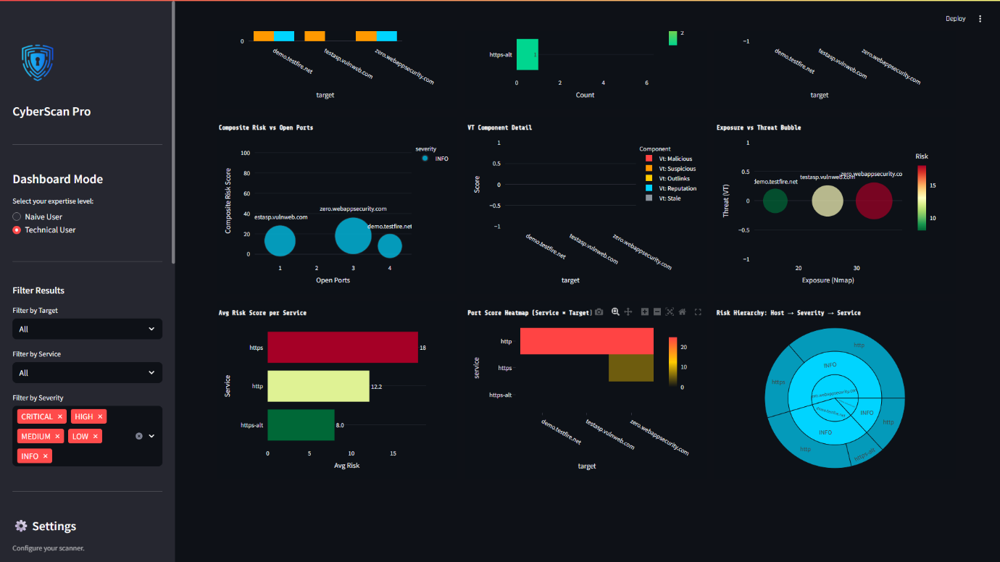 Deploy
CyberScan Pro
Dashboard Mode
Select your expertise level:
Naive User
Technical User
Filter Results
Filter by Target
All
Filter by Service
All
Filter by Severity
CRITICAL × HIGH ×
MEDIUM × LOW ×
INFO ×
Settings
Configure your scanner.
0
demo.testfire.net
testasp.vulnweb.com
zero.webappsecurity.com
target
2
https-alt
1
0 2 4 6
Count
−1
demo.testfire.net
testasp.vulnweb.com
zero.webappsecurity.com
target
Composite Risk vs Open Ports
severity
INFO
100
80
60
40
20
0
Composite Risk Score
zero.webappsecurity.com
estasp.vulnweb.com
demo.testfire.net
1 2 3 4
Open Ports
VT Component Detail
1
0.5
0
−0.5
−1
Score
Component
Vt: Malicious
Vt: Suspicious
Vt: Outlinks
Vt: Reputation
Vt: Stale
demo.testfire.net
testasp.vulnweb.com
zero.webappsecurity.com
target
Exposure vs Threat Bubble
1
0.5
0
−0.5
−1
Threat (VT)
demo.testfire.net
testasp.vulnweb.com
zero.webappsecurity.co
Risk
15
10
20 30
Exposure (Nmap)
Avg Risk Score per Service
Service
https
18
http
12.2
https-alt
8.0
0 5 10 15
Avg Risk
Port Score Heatmap (Service × Target)
service
http
https
https-alt
20
10
0
demo.testfire.net
testasp.vulnweb.com
zero.webappsecurity.com
target
Risk Hierarchy: Host → Severity → Service
http
INFO
https
zero.webappsecurity.com
demo.testfire.net
INFO
http
INFO
http
https-alt